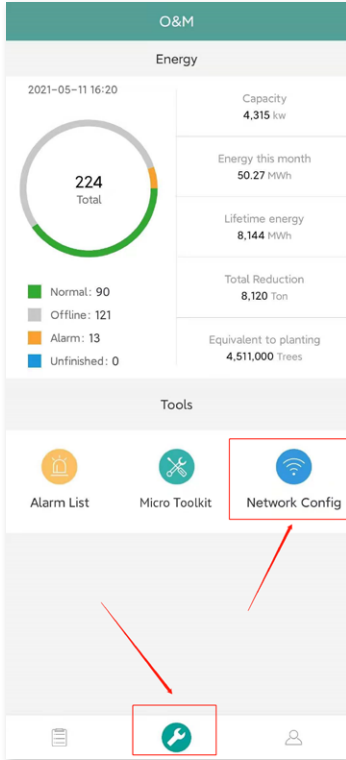 O&M
Energy
2021-05-11 16:20
224
Total
Normal: 90
Offline: 121
Alarm: 13
Unfinished: 0
Capacity
4,315 kw
Energy this month
50.27 MWh
Lifetime energy
8,144 MWh
Total Reduction
8,120 Ton
Equivalent to planting
4,511,000 Trees
Tools
Alarm List
Micro Toolkit
Network Config